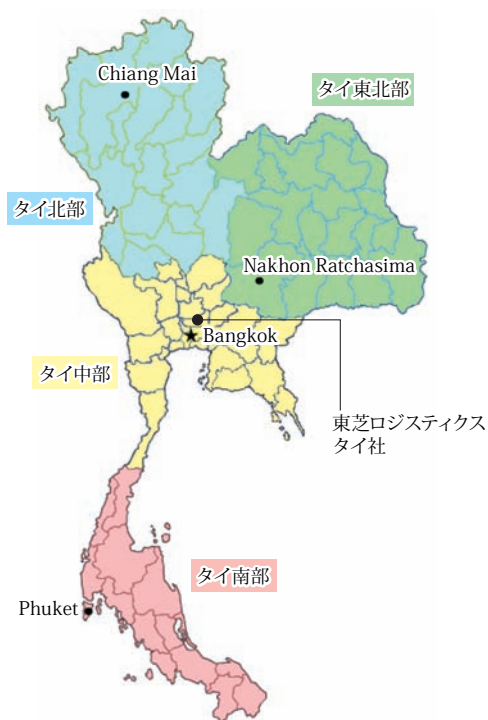 Chiang Mai
タイ東北部
タイ北部
Nakhon Ratchasima
Bangkok
タイ中部
東芝ロジスティクス
タイ社
タイ南部
Phuket